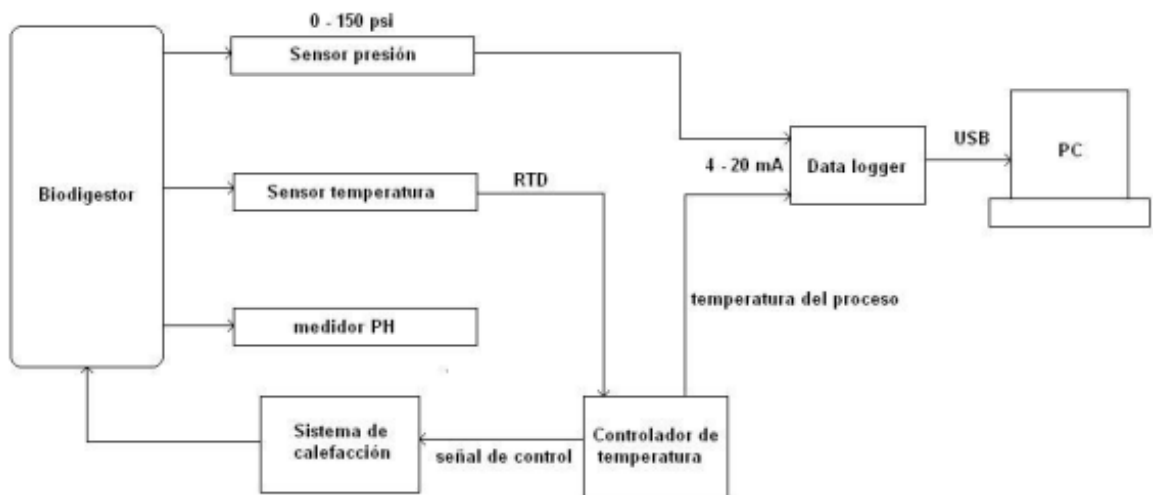 0 - 150 psi
Sensor presión
Biodigestor
Sensor temperatura
RTD
4 - 20 mA
Data logger
USB
PC
temperatura del proceso
medidor PH
Sistema de
calefacción
señal de control
Controlador de
temperatura